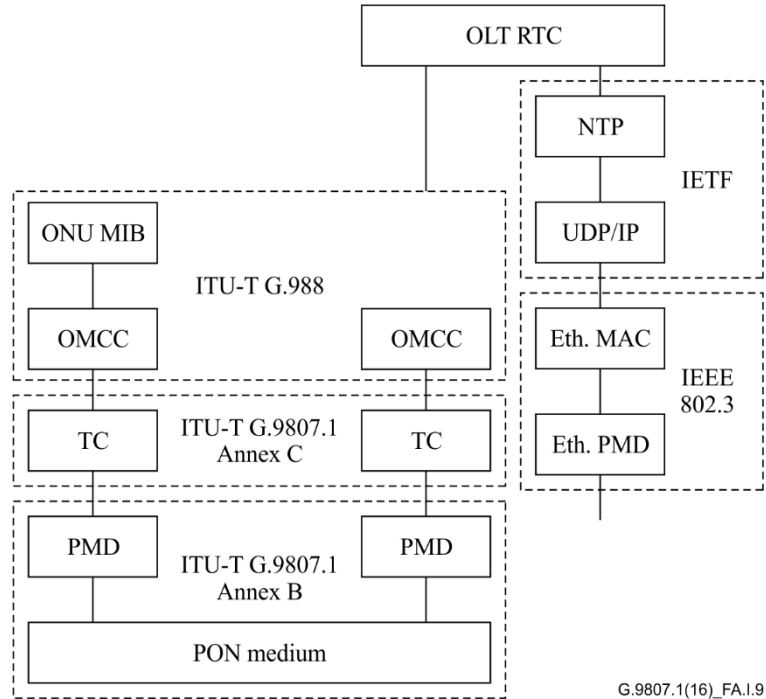 OLT RTC
NTP
IETF
UDP/IP
ONU MIB
ITU-T G.988
OMCC
OMCC
Eth. MAC
IEEE
802.3
TC
ITU-T G.9807.1
Annex C
TC
Eth. PMD
PMD
ITU-T G.9807.1
Annex B
PMD
PON medium
G.9807.1(16)_FA.I.9